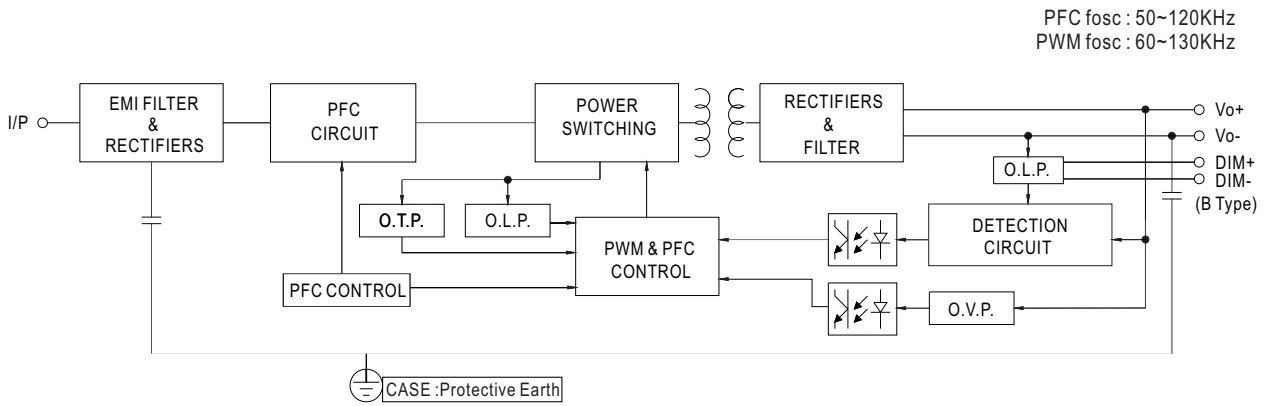 PFC fosc : 50~120KHz
PWM fosc : 60~130KHz
I/P
EMI FILTER
&
RECTIFIERS
PFC
CIRCUIT
POWER
SWITCHING
RECTIFIERS
&
FILTER
Vo+
Vo-
DIM+
DIM-
(B Type)
O.L.P.
O.T.P.
O.L.P.
PWM & PFC
CONTROL
DETECTION
CIRCUIT
PFC CONTROL
O.V.P.
CASE :Protective Earth